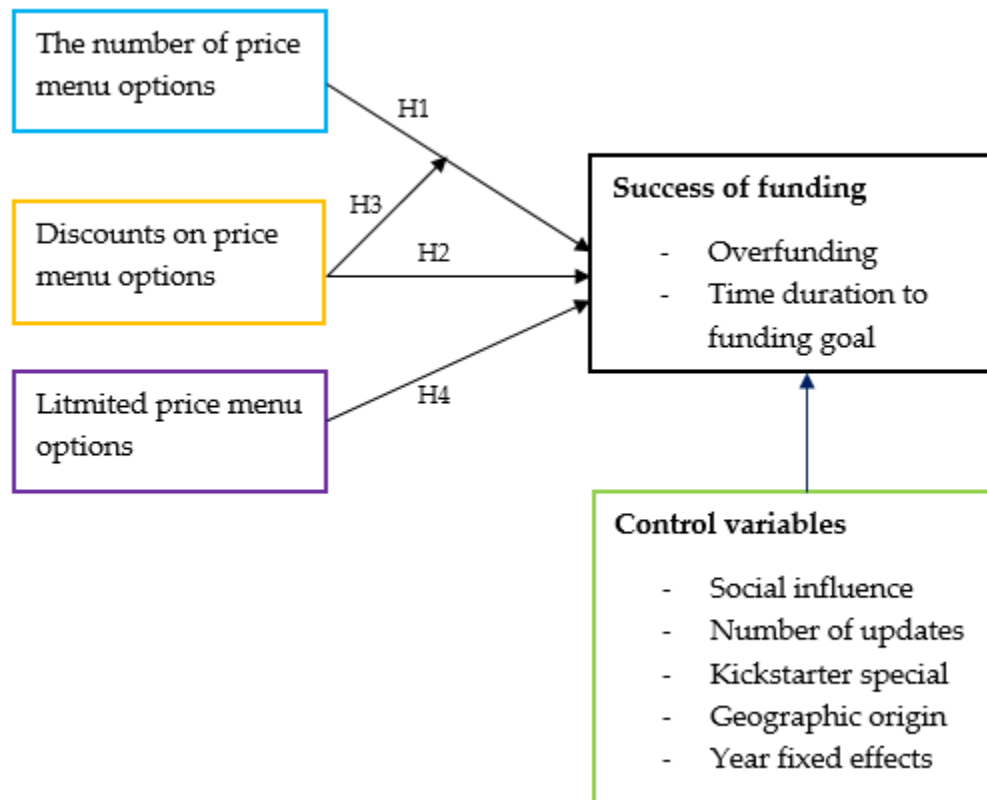 The number of price
menu options
H1
H3
Discounts on price
menu options
H2
Litmited price menu
options
H4
Success of funding
- Overfunding
- Time duration to
funding goal
Control variables
- Social influence
- Number of updates
- Kickstarter special
- Geographic origin
- Year fixed effects